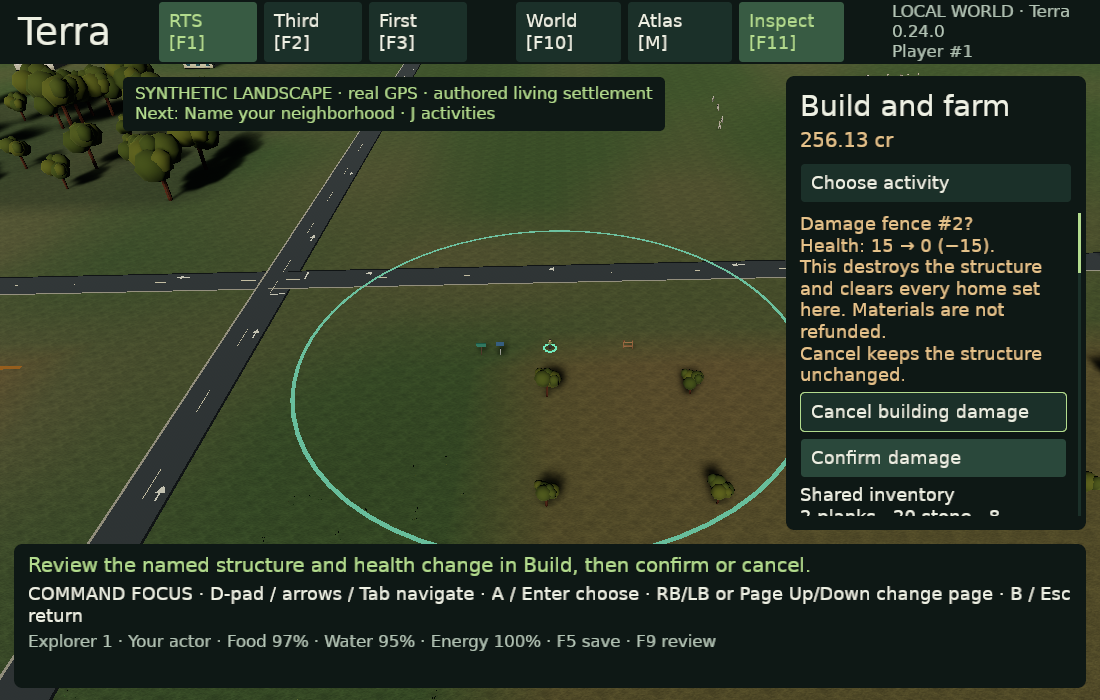 Terra
RTS
[F1]
Third
[F2]
First
[F3]
World
[F10]
Atlas
[M]
Inspect
[F11]
LOCAL WORLD · Terra
0.24.0
Player #1
SYNTHETIC LANDSCAPE · real GPS · authored living settlement
Next: Name your neighborhood · J activities
Build and farm
256.13 cr
Choose activity
Damage fence #2?
Health: 15 → 0 (−15).
This destroys the structure
and clears every home set
here. Materials are not
refunded.
Cancel keeps the structure
unchanged.
Cancel building damage
Confirm damage
Shared inventory
2 planks · 20 stone · 8
Review the named structure and health change in Build, then confirm or cancel.
COMMAND FOCUS · D-pad / arrows / Tab navigate · A / Enter choose · RB/LB or Page Up/Down change page · B / Esc
return
Explorer 1 · Your actor · Food 97% · Water 95% · Energy 100% · F5 save · F9 review